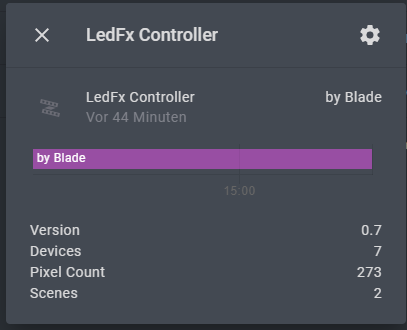 LedFx Controller
LedFx Controller by Blade
Vor 44 Minuten
by Blade
15:00
Version 0.7
Devices 7
Pixel Count 273
Scenes 2